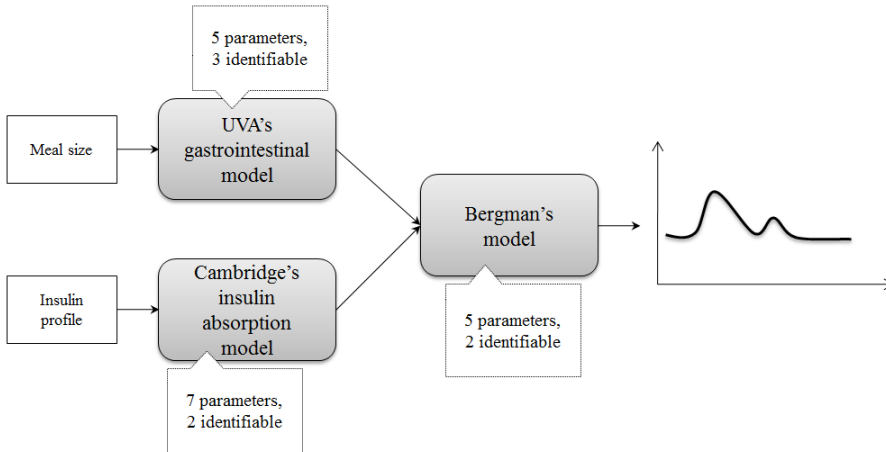 5 parameters,
3 identifiable
Meal size
UVA's
gastrointestinal
model
Bergman's
model
Insulin
profile
Cambridge's
insulin
absorption
model
5 parameters,
2 identifiable
7 parameters,
2 identifiable